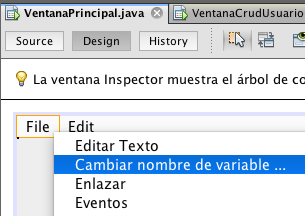 VentanaPrincipal.java VentanaCrudUsuario
Source Design History
La ventana Inspector muestra el árbol de co
File Edit
Editar Texto
Cambiar nombre de variable ...
Enlazar
Eventos